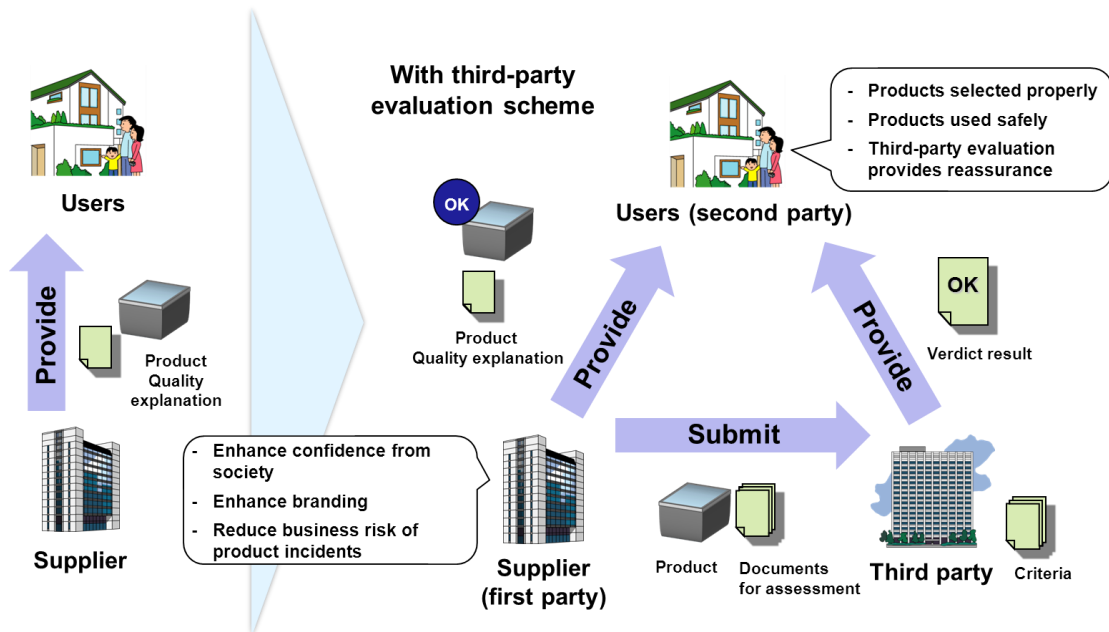 Users
Provide
Product
Quality
explanation
Supplier
With third-party
evaluation scheme
- Products selected properly
- Products used safely
- Third-party evaluation
provides reassurance
Users (second party)
OK
Product
Quality explanation
Provide
Provide
OK
Verdict result
- Enhance confidence from
society
- Enhance branding
- Reduce business risk of
product incidents
Supplier
(first party)
Submit
Product
Documents
for assessment
Third party
Criteria